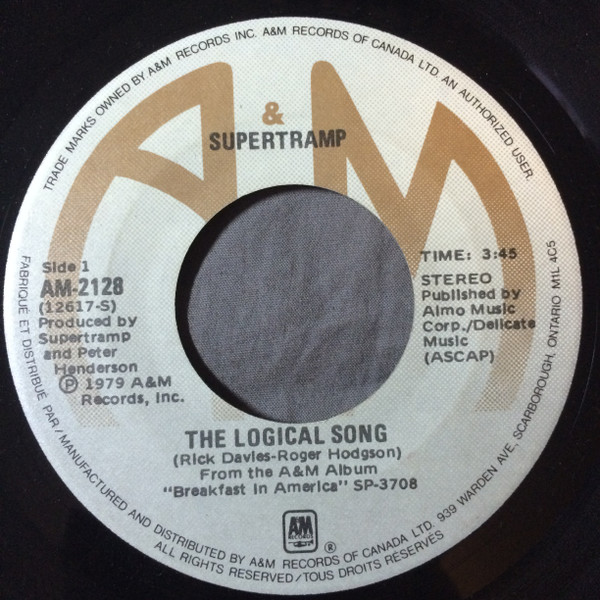 TRADE MARKS OWNED BY A&M RECORDS INC. A&M RECORDS OF CANADA LTD. AN AUTHORIZED USER.
A & M
SUPERTRAMP
Side 1
AM-2128
(12617-S)
Produced by
Supertramp
and Peter
Henderson
Ⓟ 1979 A&M
Records, Inc.
TIME: 3:45
STEREO
Published by
Almo Music
Corp./Delicate
Music
(ASCAP)
THE LOGICAL SONG
(Rick Davies-Roger Hodgson)
From the A&M Album
"Breakfast In America" SP-3708
AM
RECORDS
®
FABRIQUÉ ET DISTRIBUÉ PAR / MANUFACTURED AND DISTRIBUTED BY A&M RECORDS OF CANADA LTD. 939 WARDEN AVE, SCARBOROUGH, ONTARIO M1L 4C5
ALL RIGHTS RESERVED / TOUS DROITS RÉSERVÉS